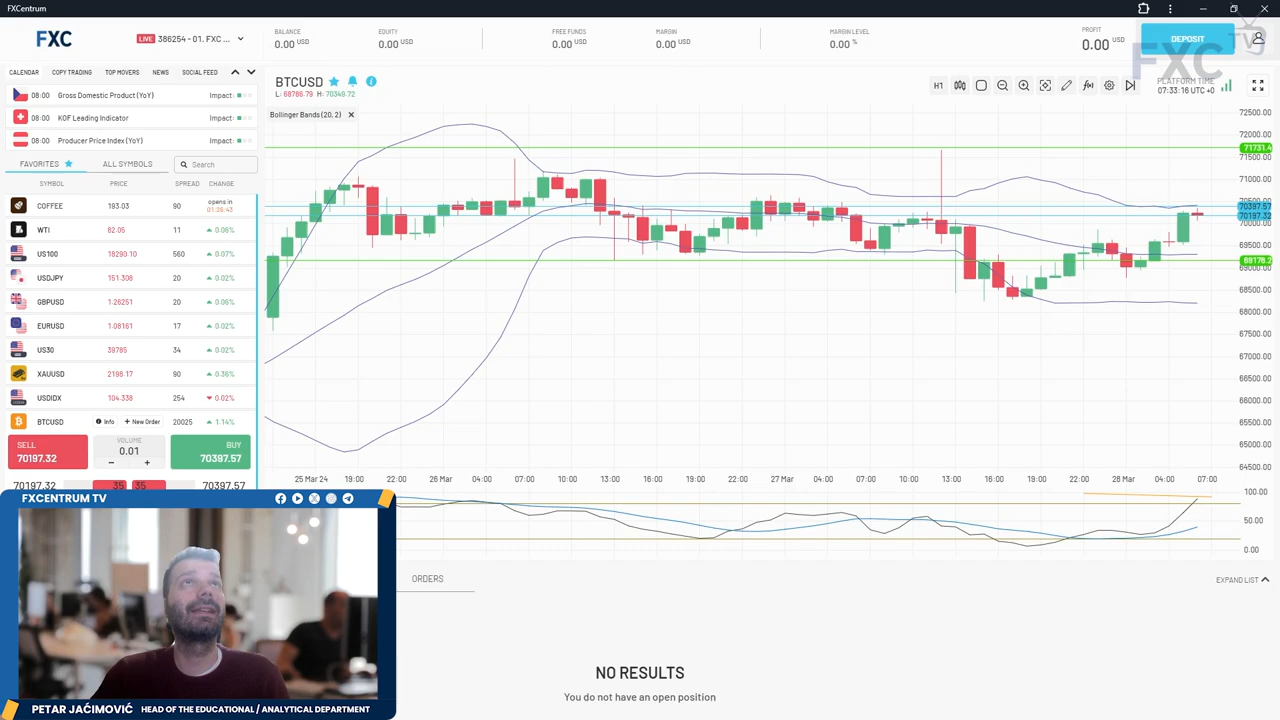 FXCentrum
FXC
LIVE 386254 - 01. FXC ...
BALANCE
0.00 USD
EQUITY
0.00 USD
FREE FUNDS
0.00 USD
MARGIN
0.00 USD
MARGIN LEVEL
0.00 %
PROFIT
0.00 USD
DEPOSIT
FXC TV
CALENDAR COPY TRADING TOP MOVERS NEWS SOCIAL FEED
08:00 Gross Domestic Product (YoY) Impact:
08:00 KOF Leading Indicator Impact:
08:00 Producer Price Index (YoY) Impact:
FAVORITES ALL SYMBOLS Search
SYMBOL PRICE SPREAD CHANGE
COFFEE 193.03 90 opens in
01:26:43
WTI 82.05 11 0.06%
US100 18290.10 560 0.07%
USDJPY 151.308 20 0.02%
GBPUSD 1.26251 20 0.06%
EURUSD 1.08161 17 0.02%
US30 39785 34 0.02%
XAUUSD 2198.17 90 0.36%
USDIDX 104.338 254 0.02%
BTCUSD Info + New Order 20025 1.14%
SELL
70197.32
VOLUME
0.01
BUY
70397.57
70197.32 35 35 70397.57
BTCUSD
L: 68786.79 H: 70349.72
H1
PLATFORM TIME
07:33:16 UTC +0
Bollinger Bands (20, 2)
72500.00
72000.00
71731.4
71500.00
71000.00
70500.00
70397.57
70197.32
70000.00
69500.00
69178.2
69000.00
68500.00
68000.00
67500.00
67000.00
66500.00
66000.00
65500.00
65000.00
64500.00
25 Mar 24 19:00 22:00 26 Mar 04:00 07:00 10:00 13:00 16:00 19:00 22:00 27 Mar 04:00 07:00 10:00 13:00 16:00 19:00 22:00 28 Mar 04:00 07:00
100.00
50.00
0.00
ORDERS
EXPAND LIST
NO RESULTS
You do not have an open position
FXCENTRUM TV
PETAR JAĆIMOVIĆ HEAD OF THE EDUCATIONAL / ANALYTICAL DEPARTMENT